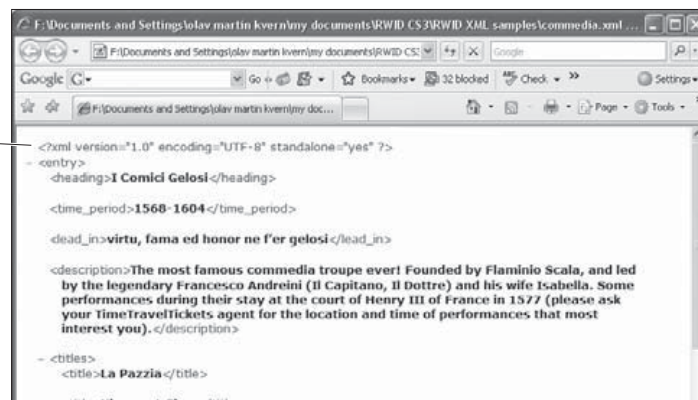 F:\Documents and Settings\olav martin kvern\my documents\RWID CS3\RWID XML samples\commedia.xml ...
F:\Documents and Settings\olav martin kvern\my documents\RWID CS:
Google
Google G Go Bookmarks 32 blocked Check » Settings
F:\Documents and Settings\olav martin kvern\my doc... Page Tools
<?xml version="1.0" encoding="UTF-8" standalone="yes" ?>
- <entry>
<heading>I Comici Gelosi</heading>
<time_period>1568-1604</time_period>
<lead_in>virtu, fama ed honor ne f'er gelosi</lead_in>
<description>The most famous commedia troupe ever! Founded by Flaminio Scala, and led
by the legendary Francesco Andreini (Il Capitano, Il Dottre) and his wife Isabella. Some
performances during their stay at the court of Henry III of France in 1577 (please ask
your TimeTravelTickets agent for the location and time of performances that most
interest you).</description>
- <titles>
<title>La Pazzia</title>